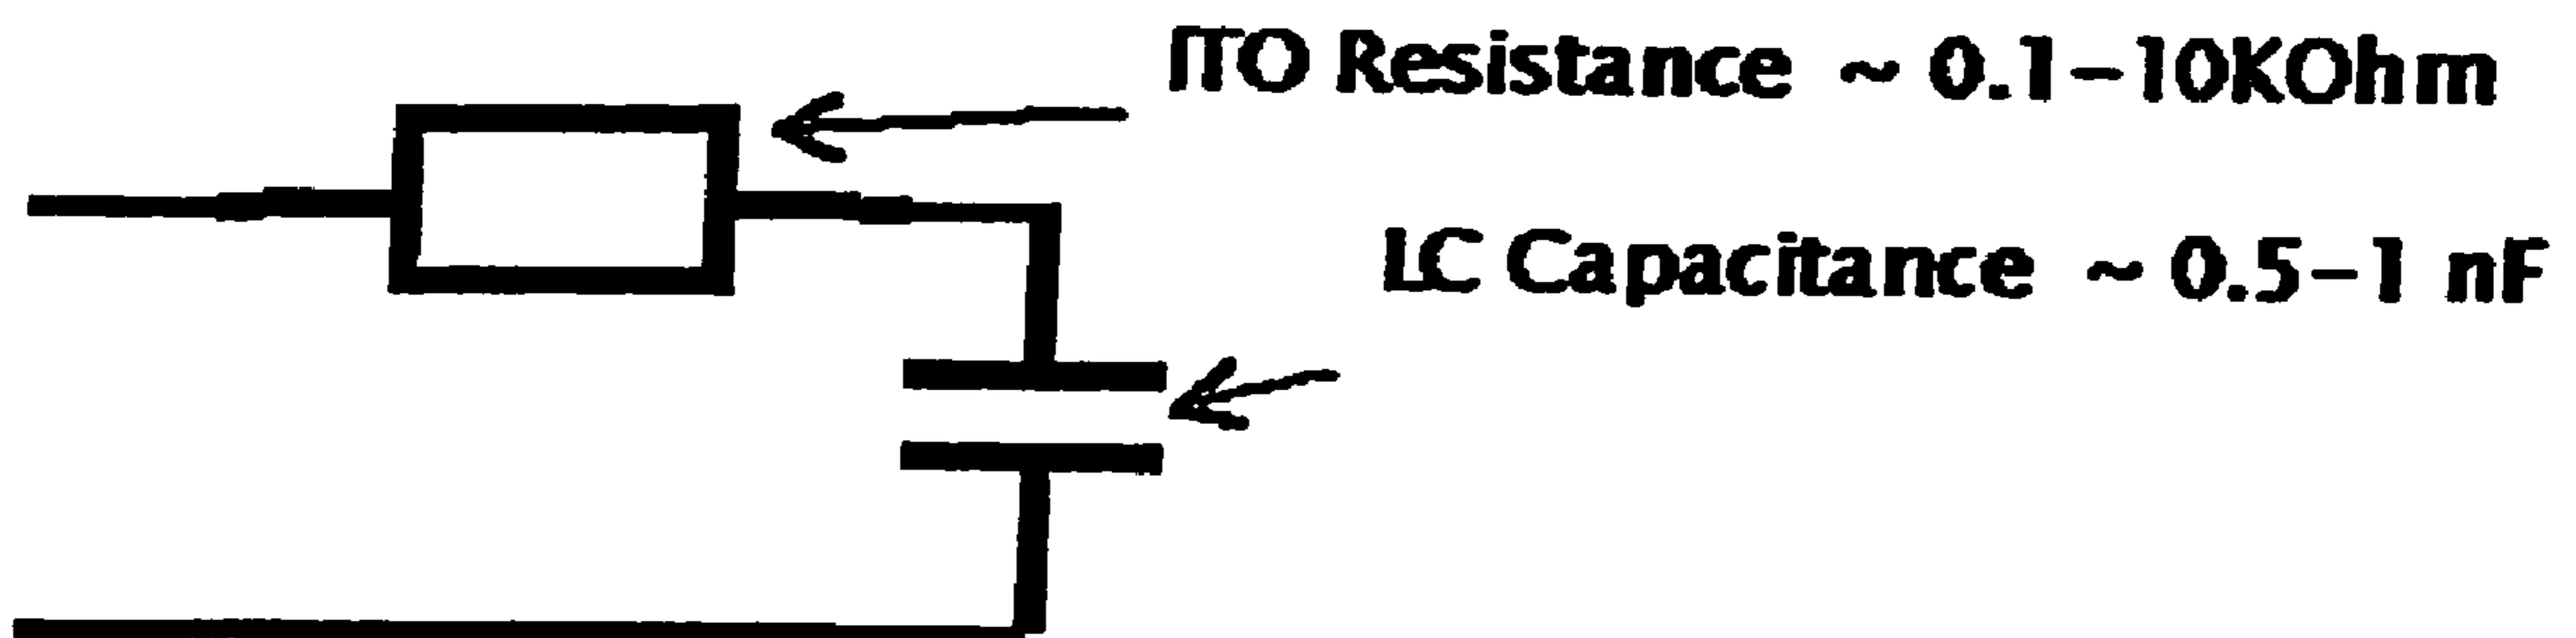 ITO Resistance ~ 0.1-10KOhm
LC Capacitance ~ 0.5-1 nF